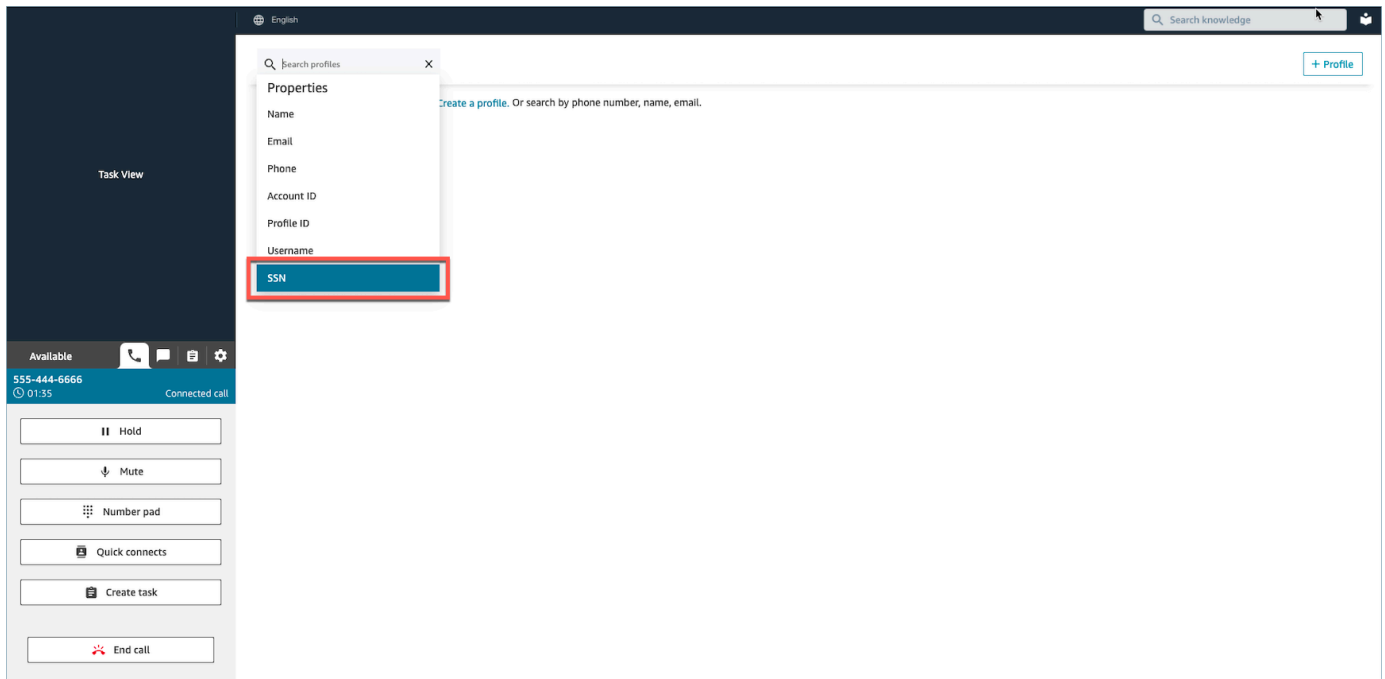 English
Search knowledge
Search profiles
+ Profile
Properties
Create a profile. Or search by phone number, name, email.
Name
Email
Phone
Account ID
Profile ID
Username
SSN
Task View
Available
555-444-6666
01:35 Connected call
Hold
Mute
Number pad
Quick connects
Create task
End call